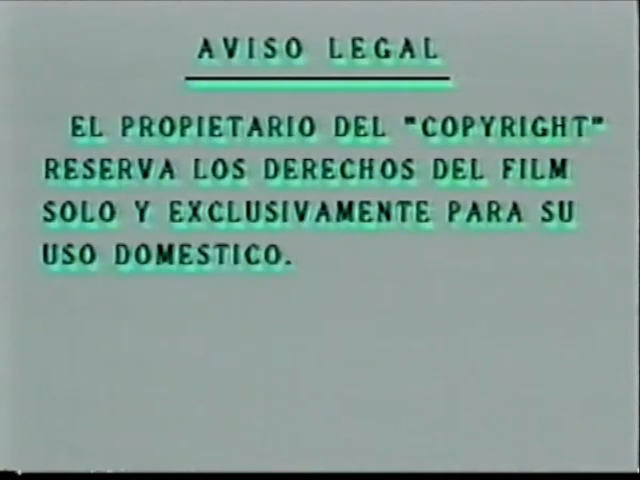 AVISO LEGAL
EL PROPIETARIO DEL "COPYRIGHT"
RESERVA LOS DERECHOS DEL FILM
SOLO Y EXCLUSIVAMENTE PARA SU
USO DOMESTICO.